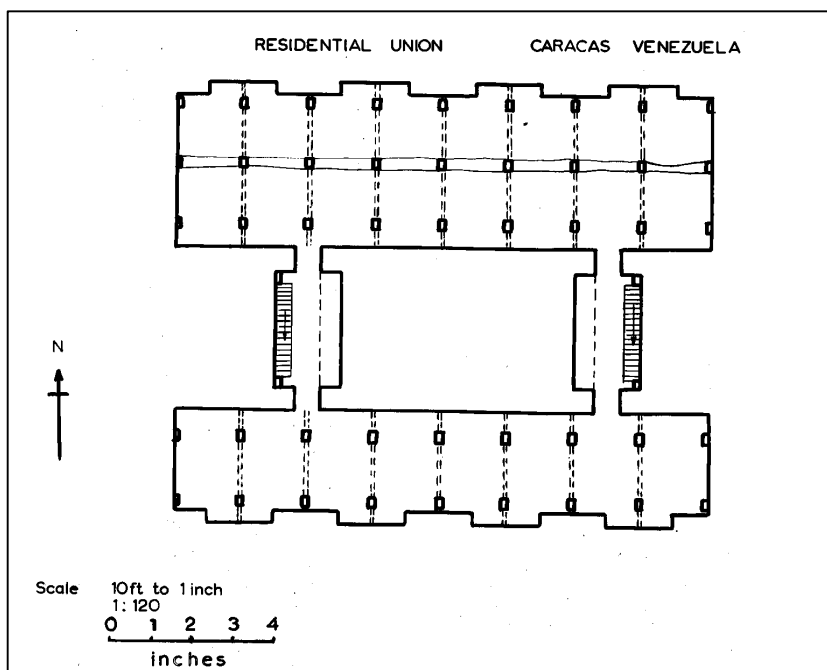 RESIDENTIAL UNION CARACAS VENEZUELA
N
Scale 10ft to 1 inch
1:120
0 1 2 3 4
inches